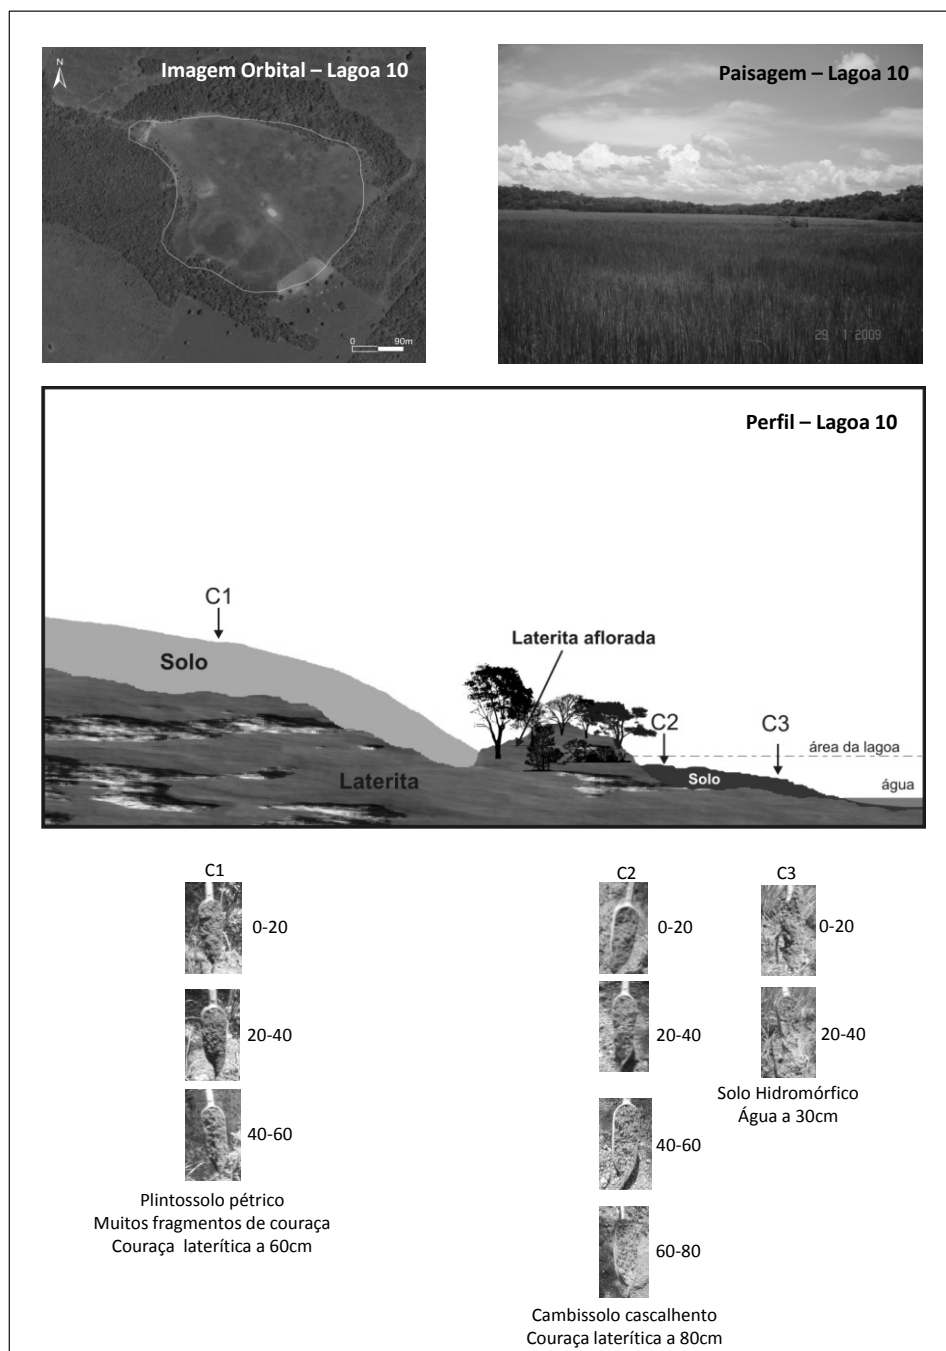 Imagem Orbital – Lagoa 10
N
0 90m
Paisagem – Lagoa 10
29 1 2009
Perfil – Lagoa 10
C1
Solo
Laterita aflorada
C2
C3
área da lagoa
Solo
água
Laterita
C1
0-20
20-40
40-60
Plintossolo pétrico
Muitos fragmentos de couraça
Couraça laterítica a 60cm
C2
0-20
20-40
40-60
60-80
Cambissolo cascalhento
Couraça laterítica a 80cm
C3
0-20
20-40
Solo Hidromórfico
Água a 30cm